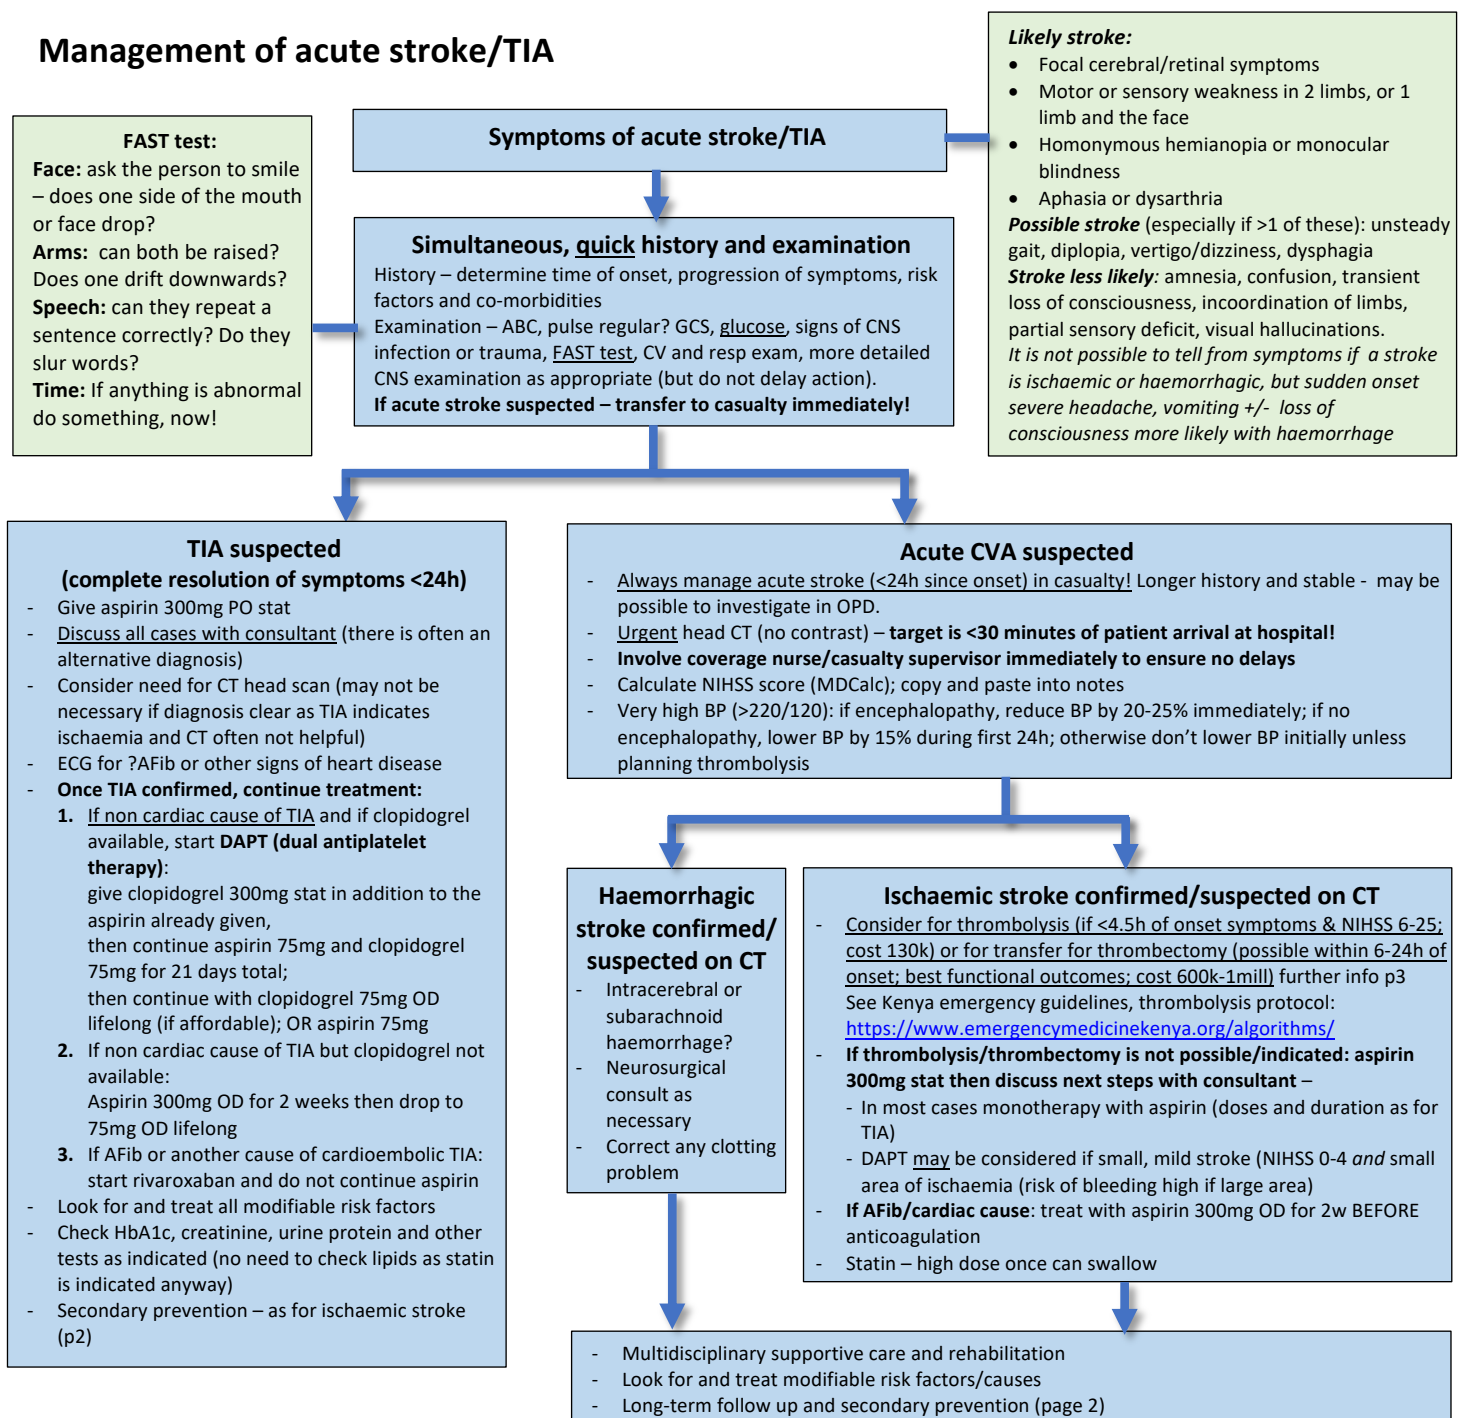 Management of acute stroke/TIA
Likely stroke:
• Focal cerebral/retinal symptoms
• Motor or sensory weakness in 2 limbs, or 1
limb and the face
• Homonymous hemianopia or monocular
blindness
• Aphasia or dysarthria
Possible stroke (especially if >1 of these): unsteady
gait, diplopia, vertigo/dizziness, dysphagia
Stroke less likely: amnesia, confusion, transient
loss of consciousness, incoordination of limbs,
partial sensory deficit, visual hallucinations.
It is not possible to tell from symptoms if a stroke
is ischaemic or haemorrhagic, but sudden onset
severe headache, vomiting +/- loss of
consciousness more likely with haemorrhage
FAST test:
Face: ask the person to smile
– does one side of the mouth
or face drop?
Arms: can both be raised?
Does one drift downwards?
Speech: can they repeat a
sentence correctly? Do they
slur words?
Time: If anything is abnormal
do something, now!
Symptoms of acute stroke/TIA
Simultaneous, quick history and examination
History – determine time of onset, progression of symptoms, risk
factors and co-morbidities
Examination – ABC, pulse regular? GCS, glucose, signs of CNS
infection or trauma, FAST test, CV and resp exam, more detailed
CNS examination as appropriate (but do not delay action).
If acute stroke suspected – transfer to casualty immediately!
TIA suspected
(complete resolution of symptoms <24h)
- Give aspirin 300mg PO stat
- Discuss all cases with consultant (there is often an
alternative diagnosis)
- Consider need for CT head scan (may not be
necessary if diagnosis clear as TIA indicates
ischaemia and CT often not helpful)
- ECG for ?AFib or other signs of heart disease
- Once TIA confirmed, continue treatment:
1. If non cardiac cause of TIA and if clopidogrel
available, start DAPT (dual antiplatelet
therapy):
give clopidogrel 300mg stat in addition to the
aspirin already given,
then continue aspirin 75mg and clopidogrel
75mg for 21 days total;
then continue with clopidogrel 75mg OD
lifelong (if affordable); OR aspirin 75mg
2. If non cardiac cause of TIA but clopidogrel not
available:
Aspirin 300mg OD for 2 weeks then drop to
75mg OD lifelong
3. If AFib or another cause of cardioembolic TIA:
start rivaroxaban and do not continue aspirin
- Look for and treat all modifiable risk factors
- Check HbA1c, creatinine, urine protein and other
tests as indicated (no need to check lipids as statin
is indicated anyway)
- Secondary prevention – as for ischaemic stroke
(p2)
Acute CVA suspected
- Always manage acute stroke (<24h since onset) in casualty! Longer history and stable - may be
possible to investigate in OPD.
- Urgent head CT (no contrast) – target is <30 minutes of patient arrival at hospital!
- Involve coverage nurse/casualty supervisor immediately to ensure no delays
- Calculate NIHSS score (MDCalc); copy and paste into notes
- Very high BP (>220/120): if encephalopathy, reduce BP by 20-25% immediately; if no
encephalopathy, lower BP by 15% during first 24h; otherwise don’t lower BP initially unless
planning thrombolysis
Haemorrhagic
stroke confirmed/
suspected on CT
- Intracerebral or
subarachnoid
haemorrhage?
- Neurosurgical
consult as
necessary
- Correct any clotting
problem
Ischaemic stroke confirmed/suspected on CT
- Consider for thrombolysis (if <4.5h of onset symptoms & NIHSS 6-25;
cost 130k) or for transfer for thrombectomy (possible within 6-24h of
onset; best functional outcomes; cost 600k-1mill) further info p3
See Kenya emergency guidelines, thrombolysis protocol:
https://www.emergencymedicinekenya.org/algorithms/
- If thrombolysis/thrombectomy is not possible/indicated: aspirin
300mg stat then discuss next steps with consultant –
- In most cases monotherapy with aspirin (doses and duration as for
TIA)
- DAPT may be considered if small, mild stroke (NIHSS 0-4 and small
area of ischaemia (risk of bleeding high if large area)
- If AFib/cardiac cause: treat with aspirin 300mg OD for 2w BEFORE
anticoagulation
- Statin – high dose once can swallow
- Multidisciplinary supportive care and rehabilitation
- Look for and treat modifiable risk factors/causes
- Long-term follow up and secondary prevention (page 2)